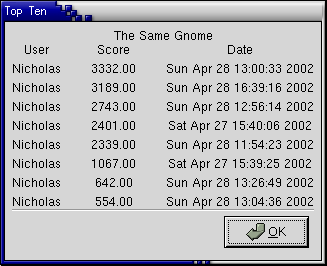 Top Ten
The Same Gnome
User Score Date
Nicholas 3332.00 Sun Apr 28 13:00:33 2002
Nicholas 3189.00 Sun Apr 28 16:39:16 2002
Nicholas 2743.00 Sun Apr 28 12:56:14 2002
Nicholas 2401.00 Sat Apr 27 15:40:06 2002
Nicholas 2339.00 Sun Apr 28 11:54:23 2002
Nicholas 1067.00 Sat Apr 27 15:39:25 2002
Nicholas 642.00 Sun Apr 28 13:26:49 2002
Nicholas 554.00 Sun Apr 28 13:04:36 2002
OK